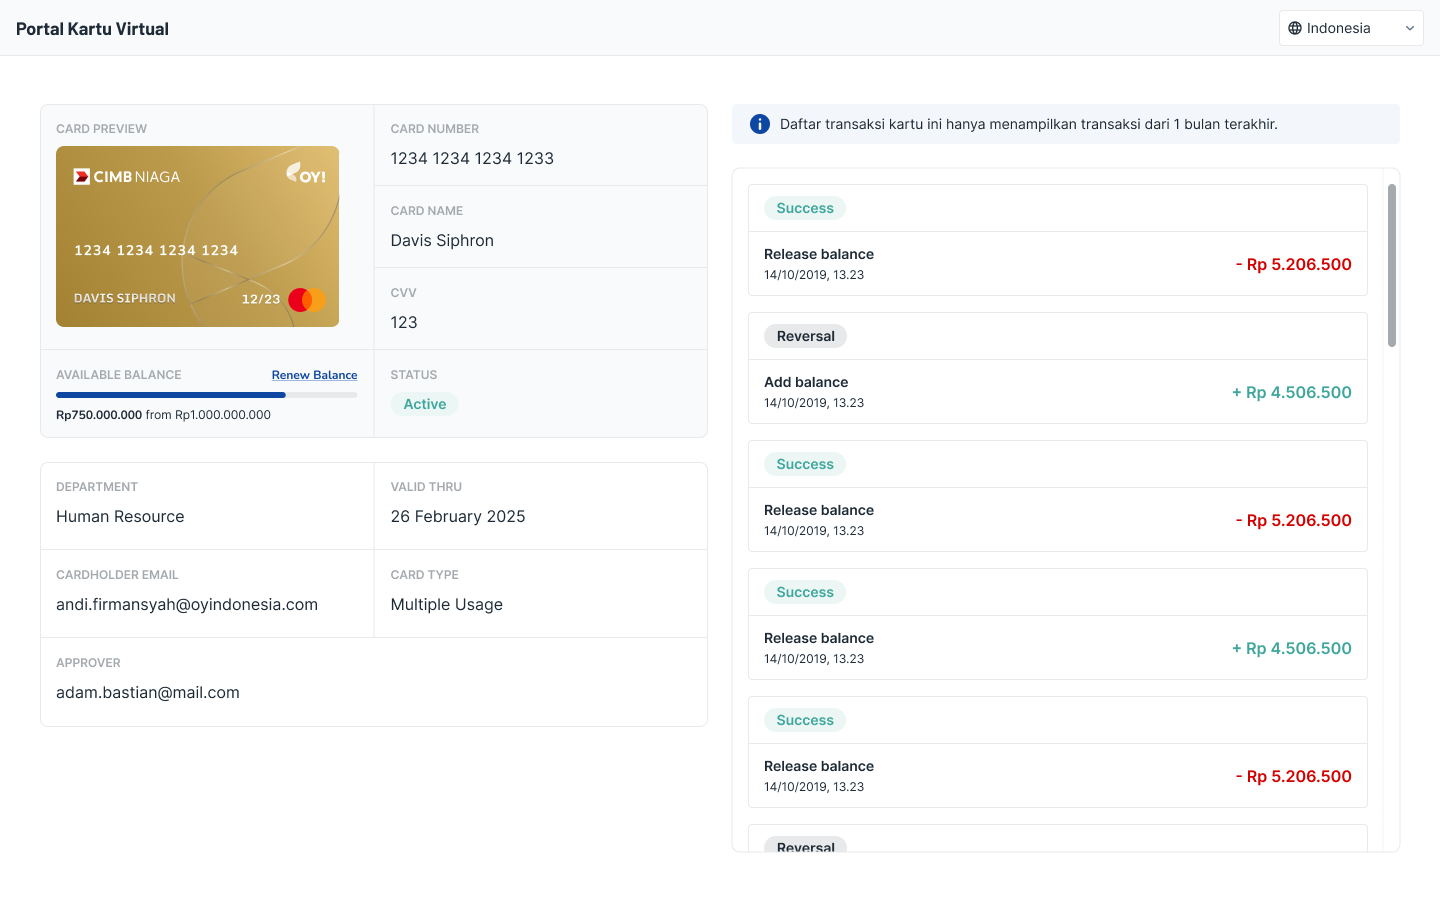 Portal Kartu Virtual
Indonesia
CARD PREVIEW
CIMB NIAGA
OY!
1234 1234 1234 1234
DAVIS SIPHRON
12/23
CARD NUMBER
1234 1234 1234 1233
CARD NAME
Davis Siphron
CVV
123
AVAILABLE BALANCE
Renew Balance
Rp750.000.000 from Rp1.000.000.000
STATUS
Active
DEPARTMENT
Human Resource
VALID THRU
26 February 2025
CARDHOLDER EMAIL
andi.firmansyah@oyindonesia.com
CARD TYPE
Multiple Usage
APPROVER
adam.bastian@mail.com
Daftar transaksi kartu ini hanya menampilkan transaksi dari 1 bulan terakhir.
Success
Release balance
14/10/2019, 13.23
- Rp 5.206.500
Reversal
Add balance
14/10/2019, 13.23
+ Rp 4.506.500
Success
Release balance
14/10/2019, 13.23
- Rp 5.206.500
Success
Release balance
14/10/2019, 13.23
+ Rp 4.506.500
Success
Release balance
14/10/2019, 13.23
- Rp 5.206.500
Reversal